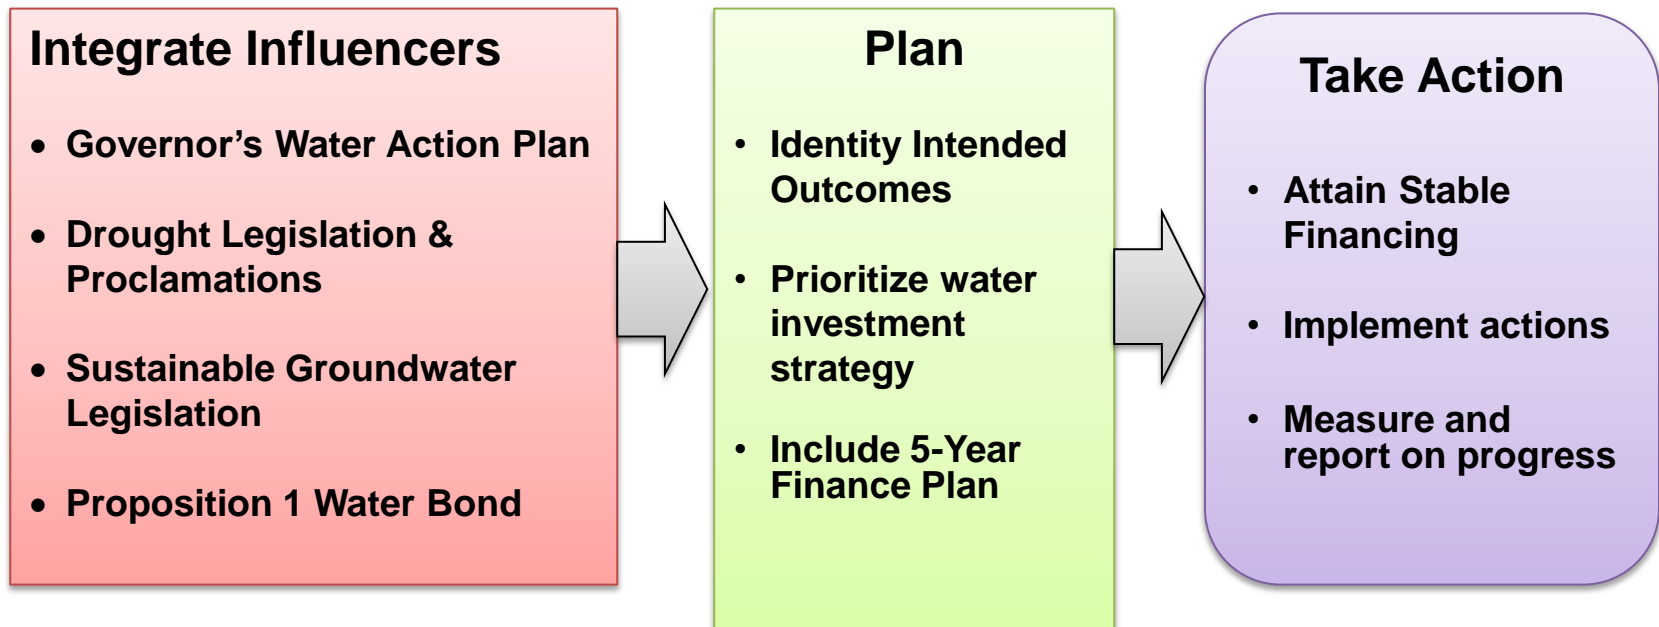 Integrate Influencers
• Governor’s Water Action Plan
• Drought Legislation &
Proclamations
• Sustainable Groundwater
Legislation
• Proposition 1 Water Bond
Plan
• Identity Intended
Outcomes
• Prioritize water
investment
strategy
• Include 5-Year
Finance Plan
Take Action
• Attain Stable
Financing
• Implement actions
• Measure and
report on progress